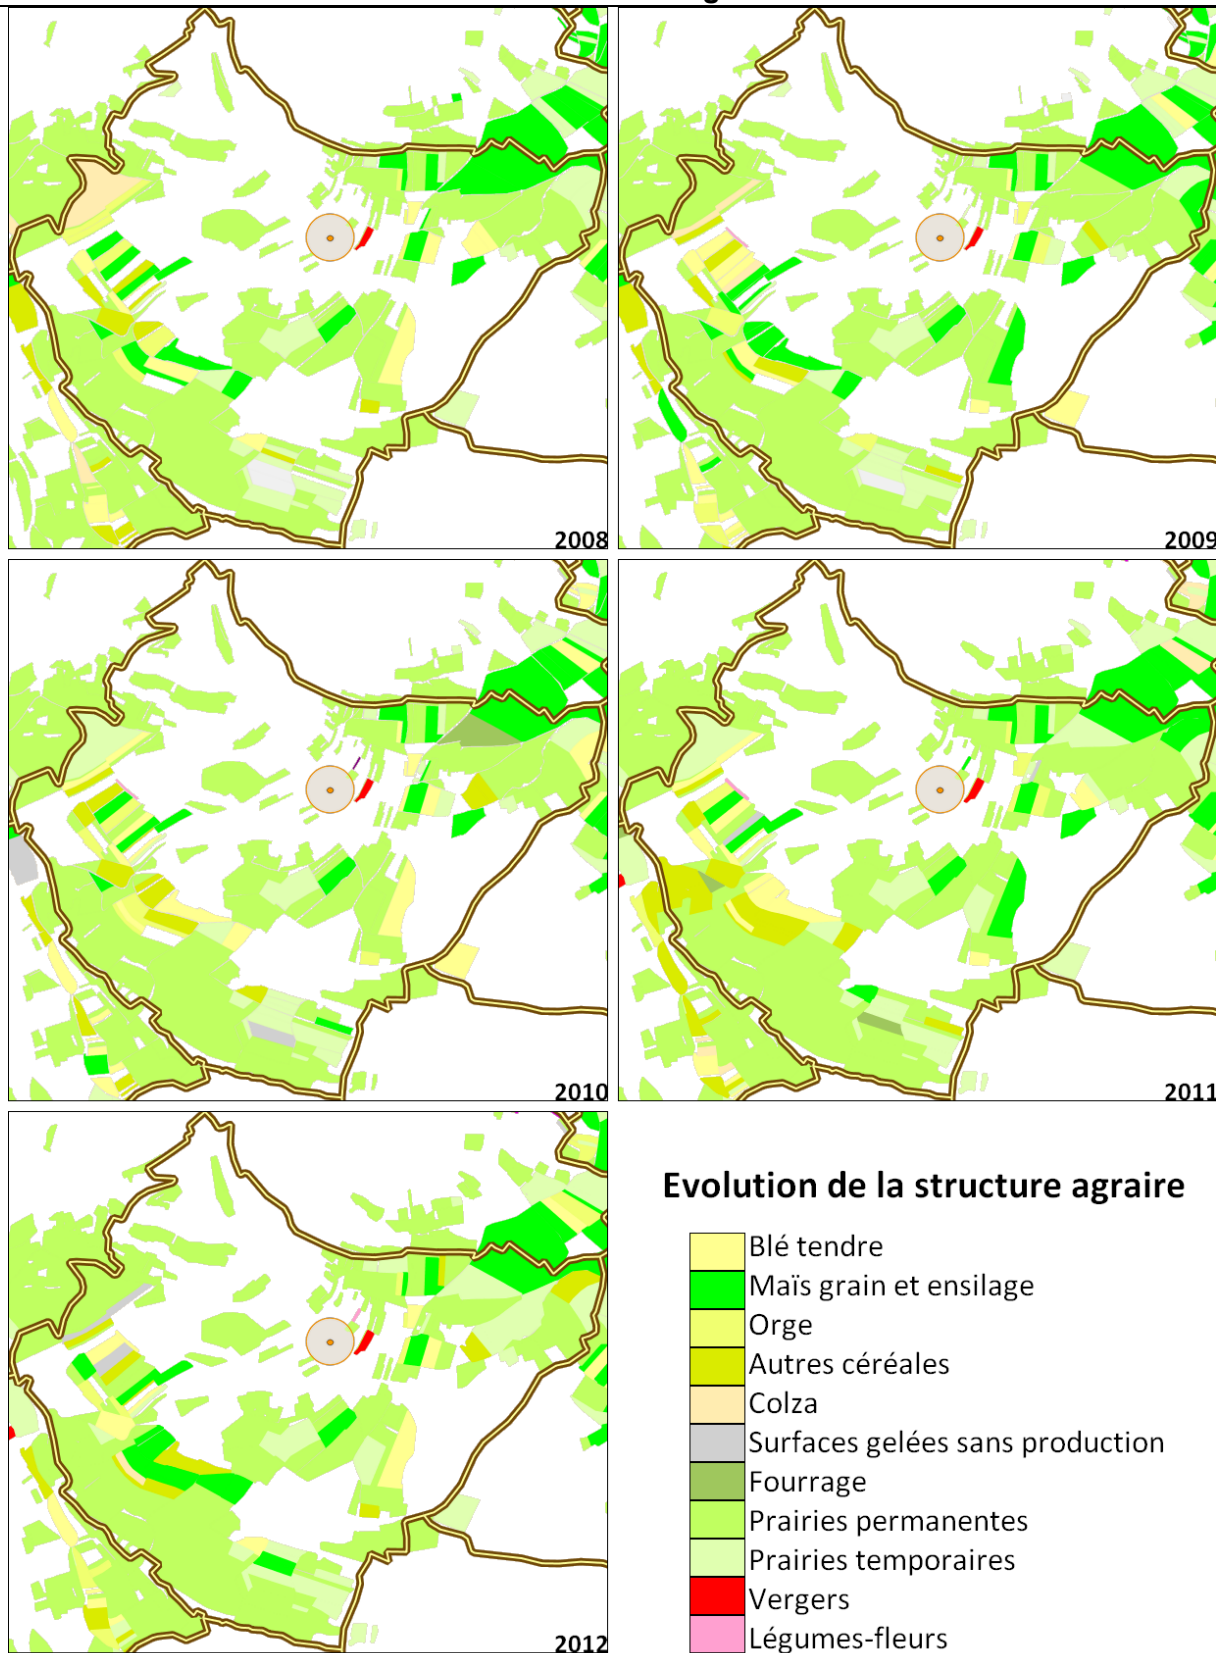 2008
2009
2010
2011
2012
Evolution de la structure agraire
Blé tendre
Maïs grain et ensilage
Orge
Autres céréales
Colza
Surfaces gelées sans production
Fourrage
Prairies permanentes
Prairies temporaires
Vergers
Légumes-fleurs